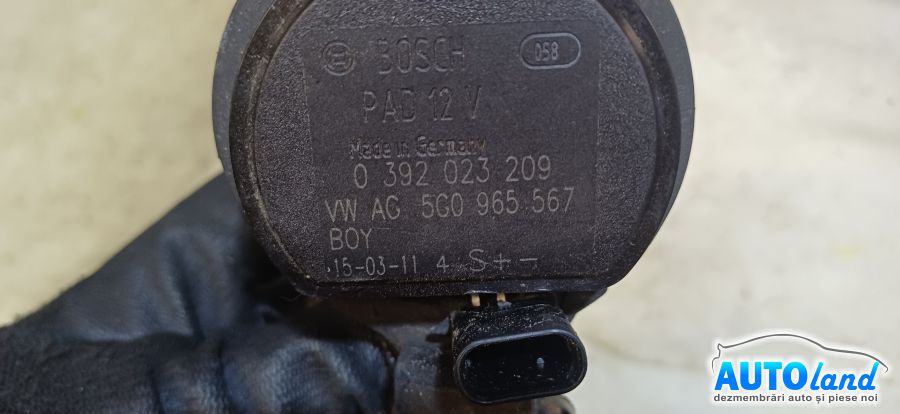 BOSCH 058
PAD 12 V
Made in Germany
0 392 023 209
VW AG 5G0 965 567
BOY
15-03-11 4 S + -
AUTOland
dezmembrări auto și piese noi